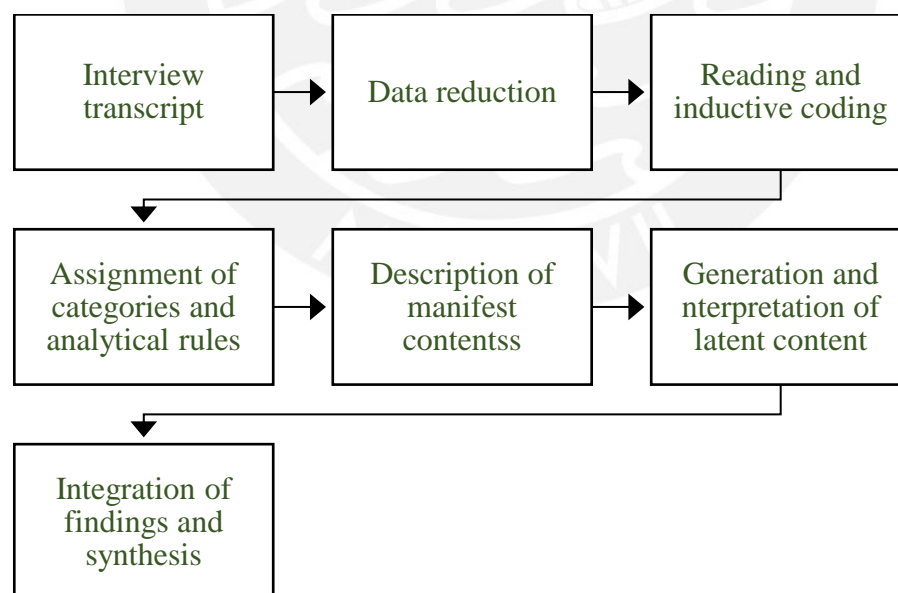 Interview
transcript
Data reduction
Reading and
inductive coding
Assignment of
categories and
analytical rules
Description of
manifest
contentss
Generation and
nterpretation of
latent content
Integration of
findings and
synthesis